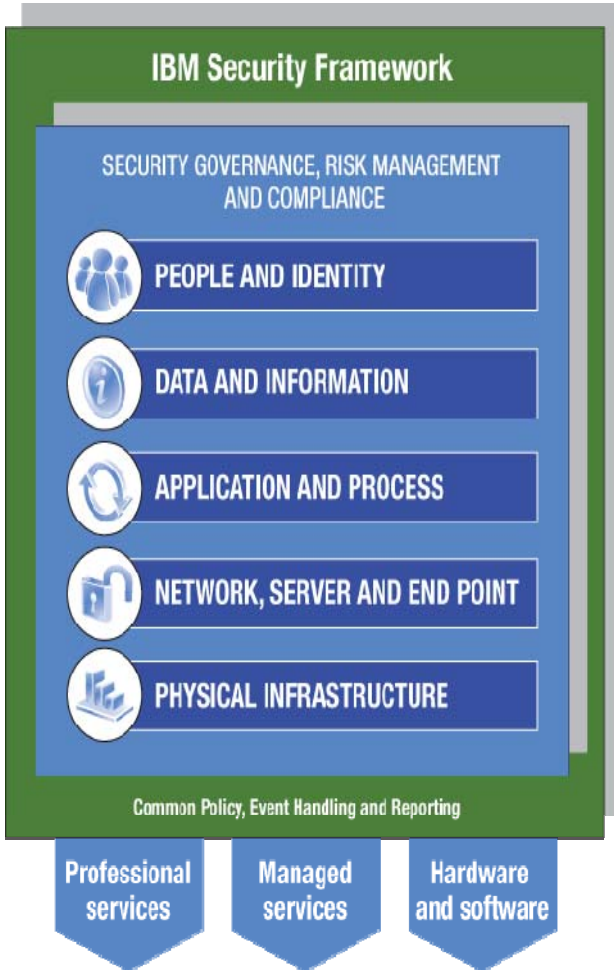 IBM Security Framework
SECURITY GOVERNANCE, RISK MANAGEMENT
AND COMPLIANCE
PEOPLE AND IDENTITY
DATA AND INFORMATION
APPLICATION AND PROCESS
NETWORK, SERVER AND END POINT
PHYSICAL INFRASTRUCTURE
Common Policy, Event Handling and Reporting
Professional
services
Managed
services
Hardware
and software